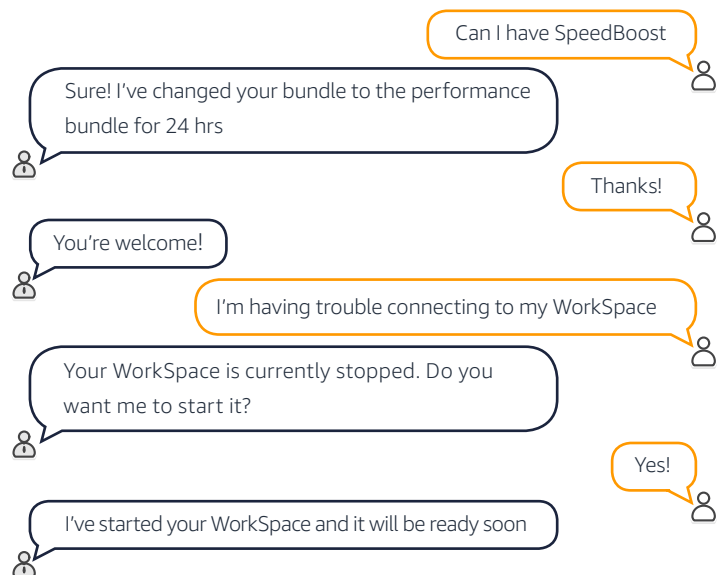 Can I have SpeedBoost
Sure! I’ve changed your bundle to the performance
bundle for 24 hrs
Thanks!
You’re welcome!
I’m having trouble connecting to my WorkSpace
Your WorkSpace is currently stopped. Do you
want me to start it?
Yes!
I’ve started your WorkSpace and it will be ready soon